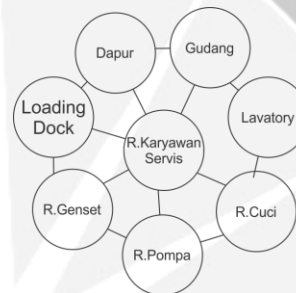 Dapur
Gudang
Loading
Dock
Lavatory
R.Karyawan
Servis
R.Genset
R.Cuci
R.Pompa